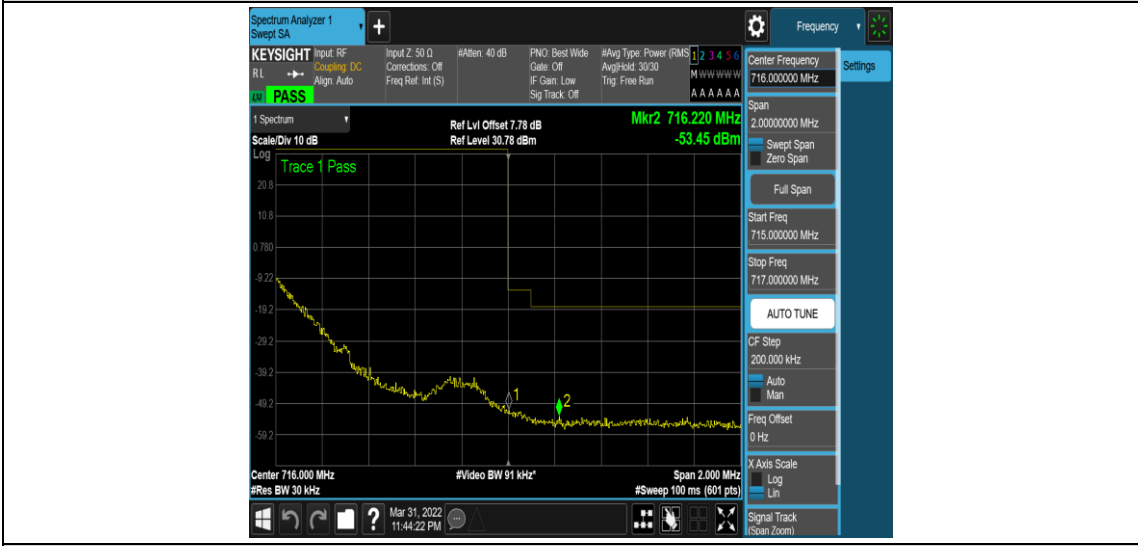 Spectrum Analyzer 1
Swept SA
+
Frequency
KEYSIGHT
RL
PASS
Input: RF
Coupling: DC
Align: Auto
Input Z: 50 Ω
Corrections: Off
Freq Ref: Int (S)
#Atten: 40 dB
PNO: Best Wide
Gate: Off
IF Gain: Low
Sig Track: Off
#Avg Type: Power (RMS
Avg|Hold: 30/30
Trig: Free Run
1 2 3 4 5 6
M W W W W W
A A A A A A
1 Spectrum
Scale/Div 10 dB
Ref Lvl Offset 7.78 dB
Ref Level 30.78 dBm
Mkr2 716.220 MHz
-53.45 dBm
Log
Trace 1 Pass
20.8
10.8
0.780
-9.22
-19.2
-29.2
-39.2
-49.2
-59.2
1
2
Center 716.000 MHz
#Video BW 91 kHz*
Span 2.000 MHz
#Res BW 30 kHz
#Sweep 100 ms (601 pts)
?
Mar 31, 2022
11:44:22 PM
Center Frequency
716.000000 MHz
Settings
Span
2.00000000 MHz
Swept Span
Zero Span
Full Span
Start Freq
715.000000 MHz
Stop Freq
717.000000 MHz
AUTO TUNE
CF Step
200.000 kHz
Auto
Man
Freq Offset
0 Hz
X Axis Scale
Log
Lin
Signal Track
(Span Zoom)